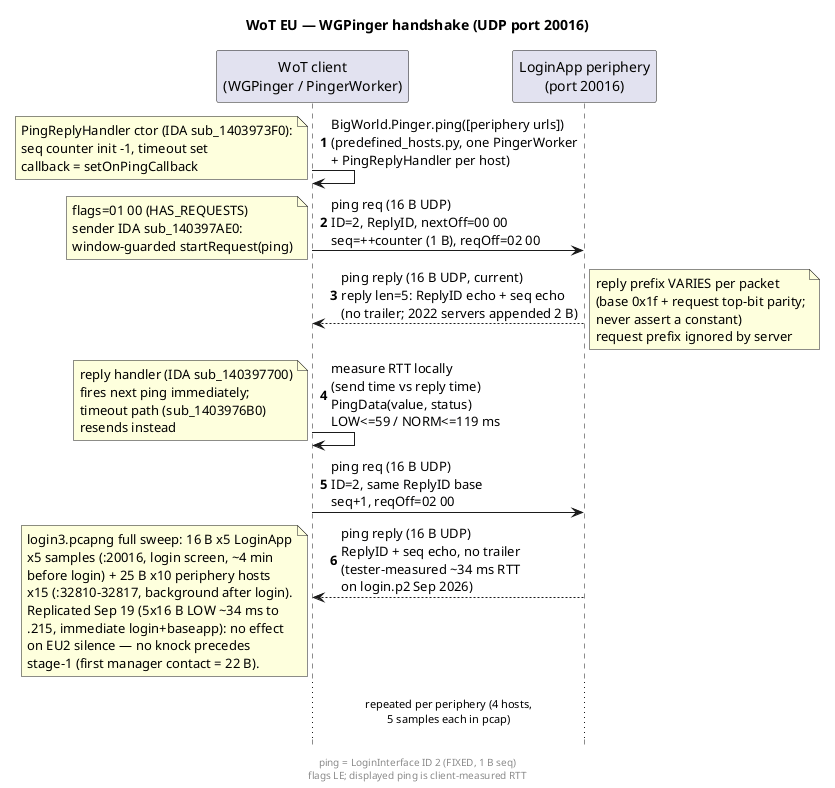 WoT EU — WGPinger handshake (UDP port 20016)
WoT client
(WGPinger / PingerWorker)
LoginApp periphery
(port 20016)
PingReplyHandler ctor (IDA sub_1403973F0):
seq counter init -1, timeout set
callback = setOnPingCallback
1
BigWorld.Pinger.ping([periphery urls])
(predefined_hosts.py, one PingerWorker
+ PingReplyHandler per host)
flags=01 00 (HAS_REQUESTS)
sender IDA sub_140397AE0:
window-guarded startRequest(ping)
2
ping req (16 B UDP)
ID=2, ReplyID, nextOff=00 00
seq=++counter (1 B), reqOff=02 00
3
ping reply (16 B UDP, current)
reply len=5: ReplyID echo + seq echo
(no trailer; 2022 servers appended 2 B)
reply prefix VARIES per packet
(base 0x1f + request top-bit parity;
never assert a constant)
request prefix ignored by server
reply handler (IDA sub_140397700)
fires next ping immediately;
timeout path (sub_1403976B0)
resends instead
4
measure RTT locally
(send time vs reply time)
PingData(value, status)
LOW<=59 / NORM<=119 ms
5
ping req (16 B UDP)
ID=2, same ReplyID base
seq+1, reqOff=02 00
login3.pcapng full sweep: 16 B x5 LoginApp
x5 samples (:20016, login screen, ~4 min
before login) + 25 B x10 periphery hosts
x15 (:32810-32817, background after login).
Replicated Sep 19 (5x16 B LOW ~34 ms to
.215, immediate login+baseapp): no effect
on EU2 silence — no knock precedes
stage-1 (first manager contact = 22 B).
6
ping reply (16 B UDP)
ReplyID + seq echo, no trailer
(tester-measured ~34 ms RTT
on login.p2 Sep 2026)
repeated per periphery (4 hosts,
5 samples each in pcap)
ping = LoginInterface ID 2 (FIXED, 1 B seq)
flags LE; displayed ping is client-measured RTT